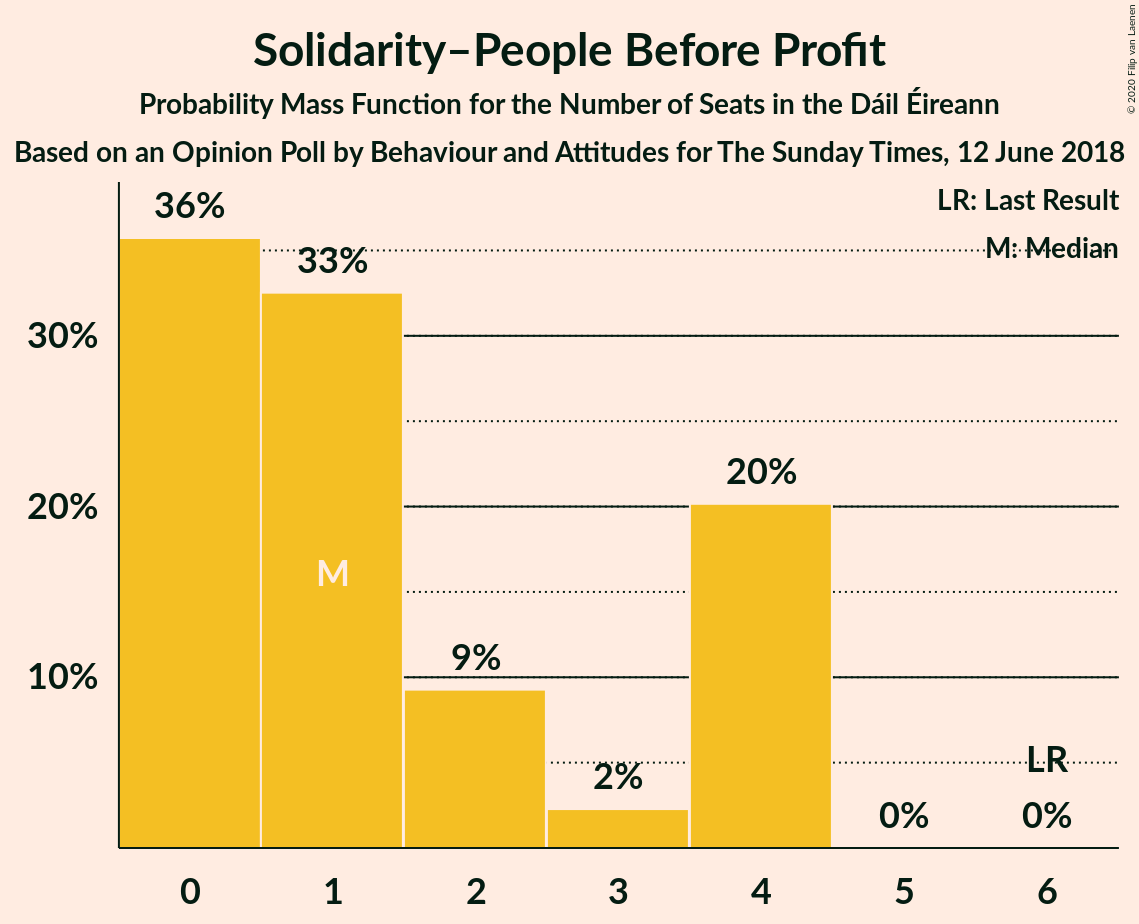 Solidarity–People Before Profit
Probability Mass Function for the Number of Seats in the Dáil Éireann
Based on an Opinion Poll by Behaviour and Attitudes for The Sunday Times, 12 June 2018
© 2020 Filip van Laenen
LR: Last Result
M: Median
36%
33%
30%
20%
20%
M
9%
10%
2%
LR
0%
0%
0 1 2 3 4 5 6